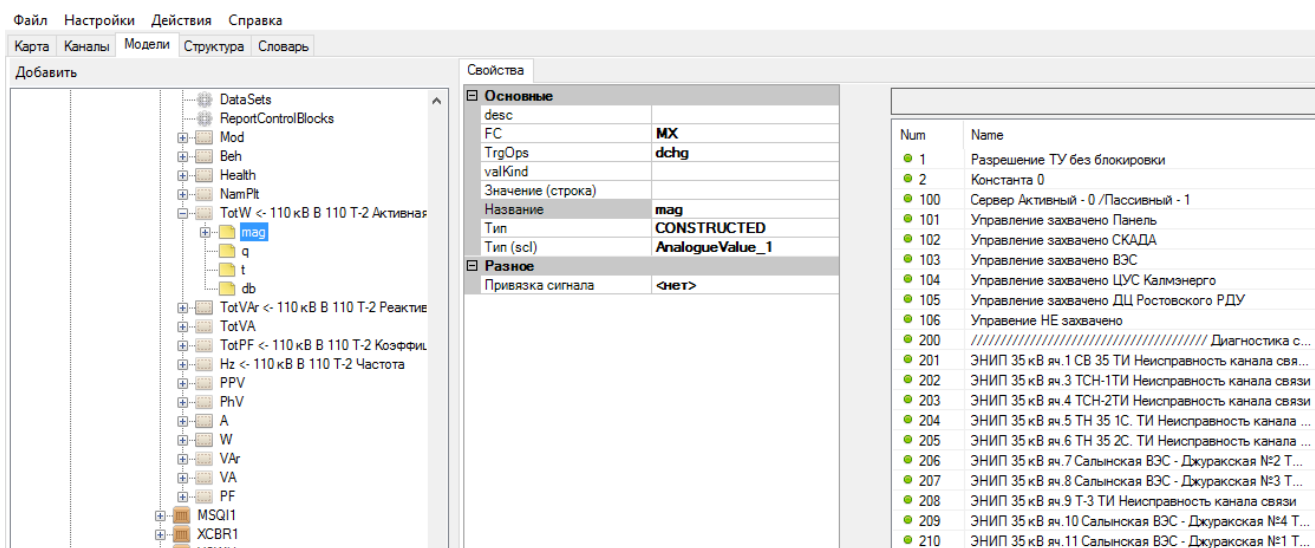 Файл Настройки Действия Справка
Карта Каналы Модели Структура Словарь
Добавить
DataSets
ReportControlBlocks
Mod
Beh
Health
NamPlt
TotW <- 110 кВ В 110 Т-2 Активная
mag
q
t
db
TotVAr <- 110 кВ В 110 Т-2 Реактив
TotVA
TotPF <- 110 кВ В 110 Т-2 Коэффиц
Hz <- 110 кВ В 110 Т-2 Частота
PPV
PhV
A
W
VAr
VA
PF
MSQI1
XCBR1
Свойства
Основные
desc
FC MX
TrgOps dchg
valKind
Значение (строка)
Название mag
Тип CONSTRUCTED
Тип (scl) AnalogueValue_1
Разное
Привязка сигнала <нет>
Num Name
1 Разрешение ТУ без блокировки
2 Константа 0
100 Сервер Активный - 0 /Пассивный - 1
101 Управление захвачено Панель
102 Управление захвачено СКАДА
103 Управление захвачено ВЭС
104 Управление захвачено ЦУС Калмэнерго
105 Управление захвачено ДЦ Ростовского РДУ
106 Управение НЕ захвачено
200 /////////////////////////////////// Диагностика с...
201 ЭНИП 35 кВ яч.1 СВ 35 ТИ Неисправность канала свя...
202 ЭНИП 35 кВ яч.3 ТСН-1ТИ Неисправность канала связи
203 ЭНИП 35 кВ яч.4 ТСН-2ТИ Неисправность канала связи
204 ЭНИП 35 кВ яч.5 ТН 35 1С. ТИ Неисправность канала ...
205 ЭНИП 35 кВ яч.6 ТН 35 2С. ТИ Неисправность канала ...
206 ЭНИП 35 кВ яч.7 Салынская ВЭС - Джуракская №2 Т...
207 ЭНИП 35 кВ яч.8 Салынская ВЭС - Джуракская №3 Т...
208 ЭНИП 35 кВ яч.9 Т-3 ТИ Неисправность канала связи
209 ЭНИП 35 кВ яч.10 Салынская ВЭС - Джуракская №4 Т...
210 ЭНИП 35 кВ яч.11 Салынская ВЭС - Джуракская №1 Т...